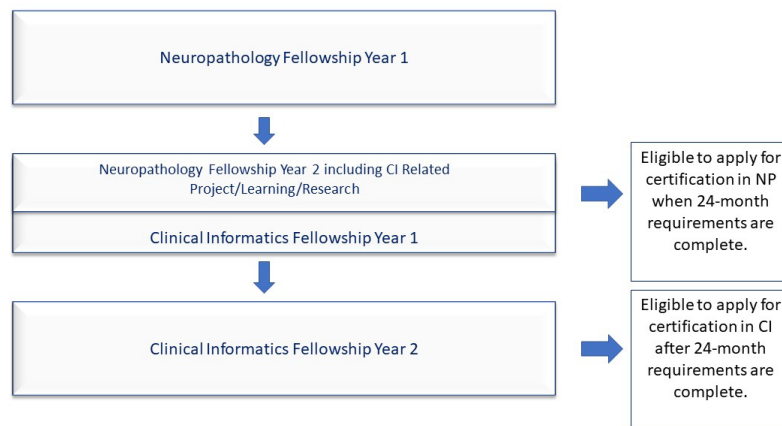 Neuropathology Fellowship Year 1
Neuropathology Fellowship Year 2 including CI Related
Project/Learning/Research
Clinical Informatics Fellowship Year 1
Eligible to apply for
certification in NP
when 24-month
requirements are
complete.
Clinical Informatics Fellowship Year 2
Eligible to apply for
certification in CI
after 24-month
requirements are
complete.